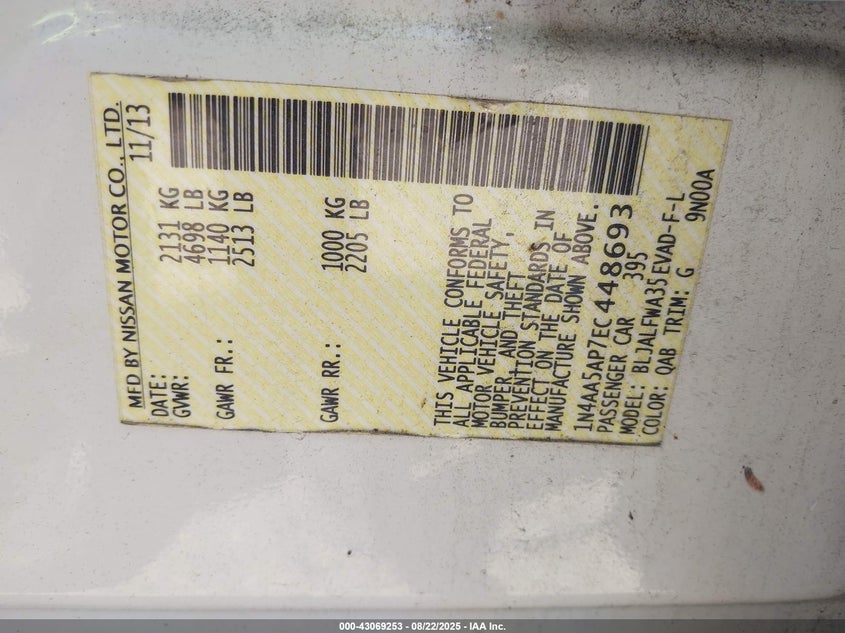 MFD BY NISSAN MOTOR CO., LTD.
DATE: 11/13
GVWR: 2131 KG
4698 LB
GAWR FR.: 1140 KG
2513 LB
GAWR RR.: 1000 KG
2205 LB
THIS VEHICLE CONFORMS TO
ALL APPLICABLE FEDERAL
MOTOR VEHICLE SAFETY,
BUMPER, AND THEFT
PREVENTION STANDARDS IN
EFFECT ON THE DATE OF
MANUFACTURE SHOWN ABOVE.
1N4AA5AP7EC448693
PASSENGER CAR 395
MODEL: BLJALFWA35EVAD-F-L
COLOR: QAB TRIM: G 9N00A
000-43069253 - 08/22/2025 - IAA Inc.